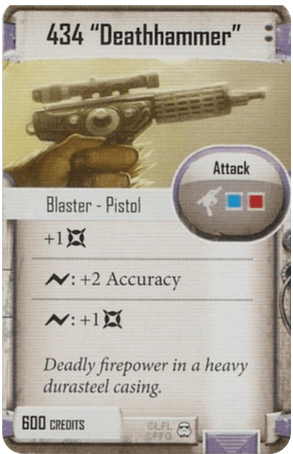 434 “Deathhammer”
Attack
Blaster - Pistol
+1
: +2 Accuracy
: +1
Deadly firepower in a heavy
durasteel casing.
600 CREDITS
©LFL
©FFG